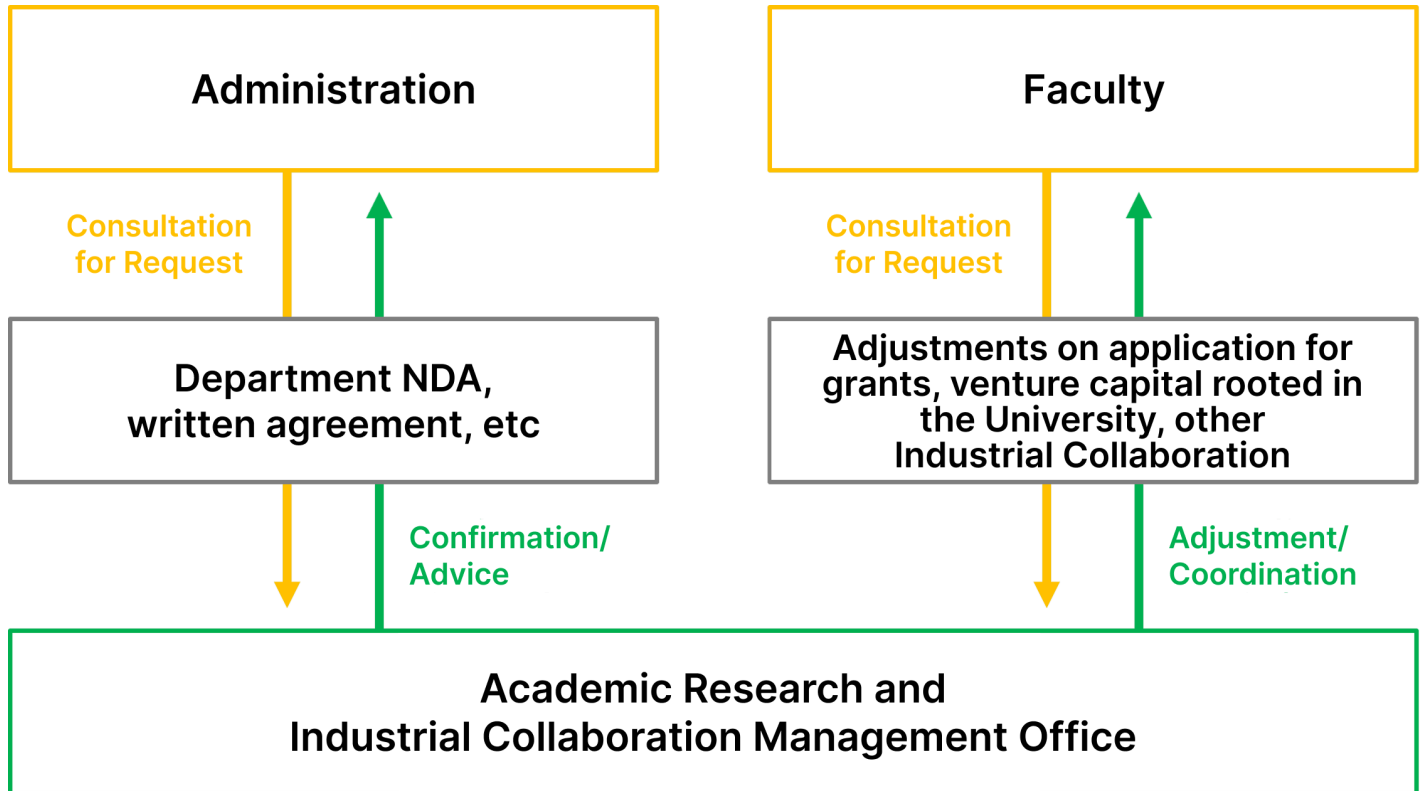 Administration
Faculty
Consultation
for Request
Consultation
for Request
Department NDA,
written agreement, etc
Adjustments on application for
grants, venture capital rooted in
the University, other
Industrial Collaboration
Confirmation/
Advice
Adjustment/
Coordination
Academic Research and
Industrial Collaboration Management Office